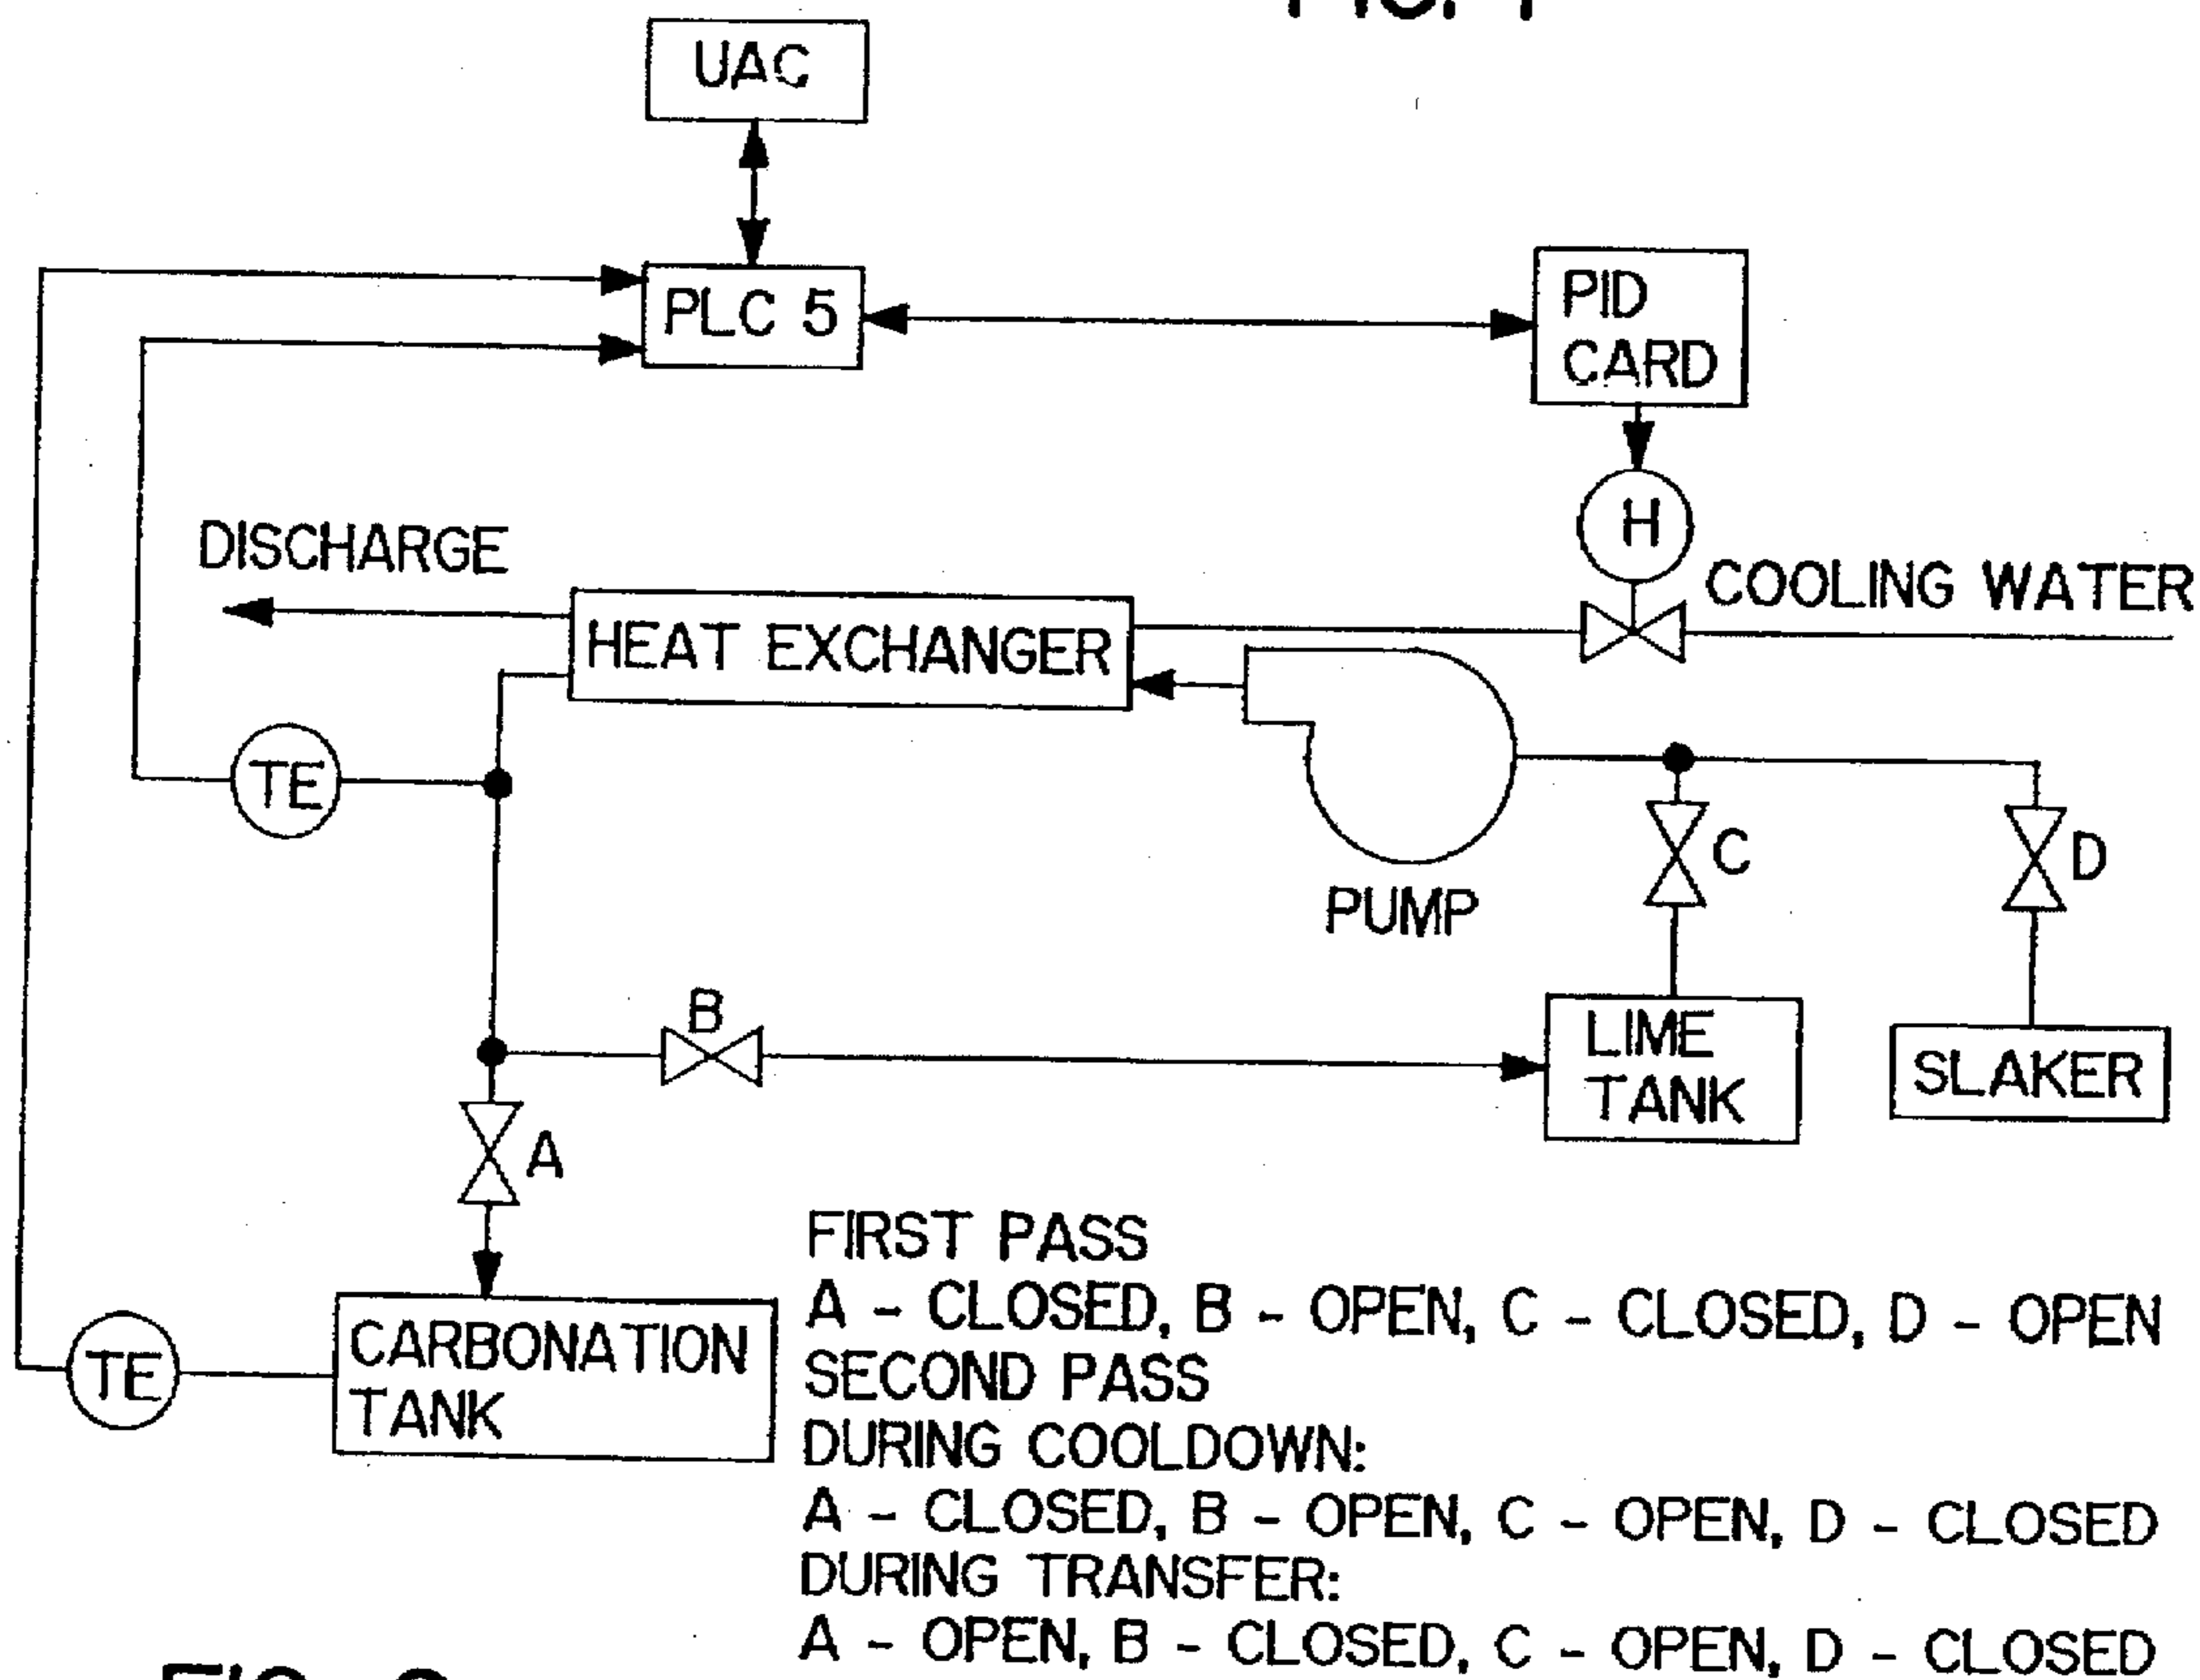 UAC
PLC 5
PID
CARD
H
DISCHARGE
COOLING WATER
HEAT EXCHANGER
TE
PUMP
C
D
B
LIME
TANK
SLAKER
A
CARBONATION
TANK
TE
FIRST PASS
A - CLOSED, B - OPEN, C - CLOSED, D - OPEN
SECOND PASS
DURING COOLDOWN:
A - CLOSED, B - OPEN, C - OPEN, D - CLOSED
DURING TRANSFER:
A - OPEN, B - CLOSED, C - OPEN, D - CLOSED